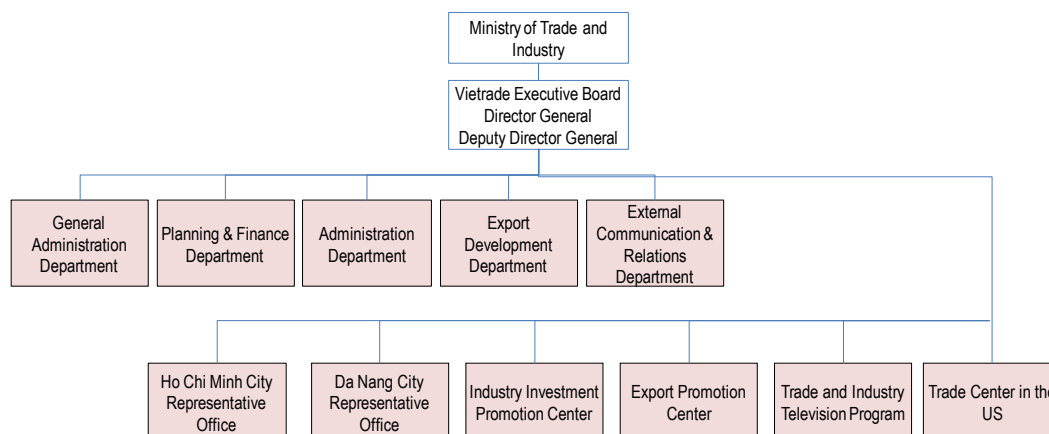 Ministry of Trade and
Industry
Vietrade Executive Board
Director General
Deputy Director General
General
Administration
Department
Planning & Finance
Department
Administration
Department
Export
Development
Department
External
Communication &
Relations
Department
Ho Chi Minh City
Representative
Office
Da Nang City
Representative
Office
Industry Investment
Promotion Center
Export Promotion
Center
Trade and Industry
Television Program
Trade Center in the
US